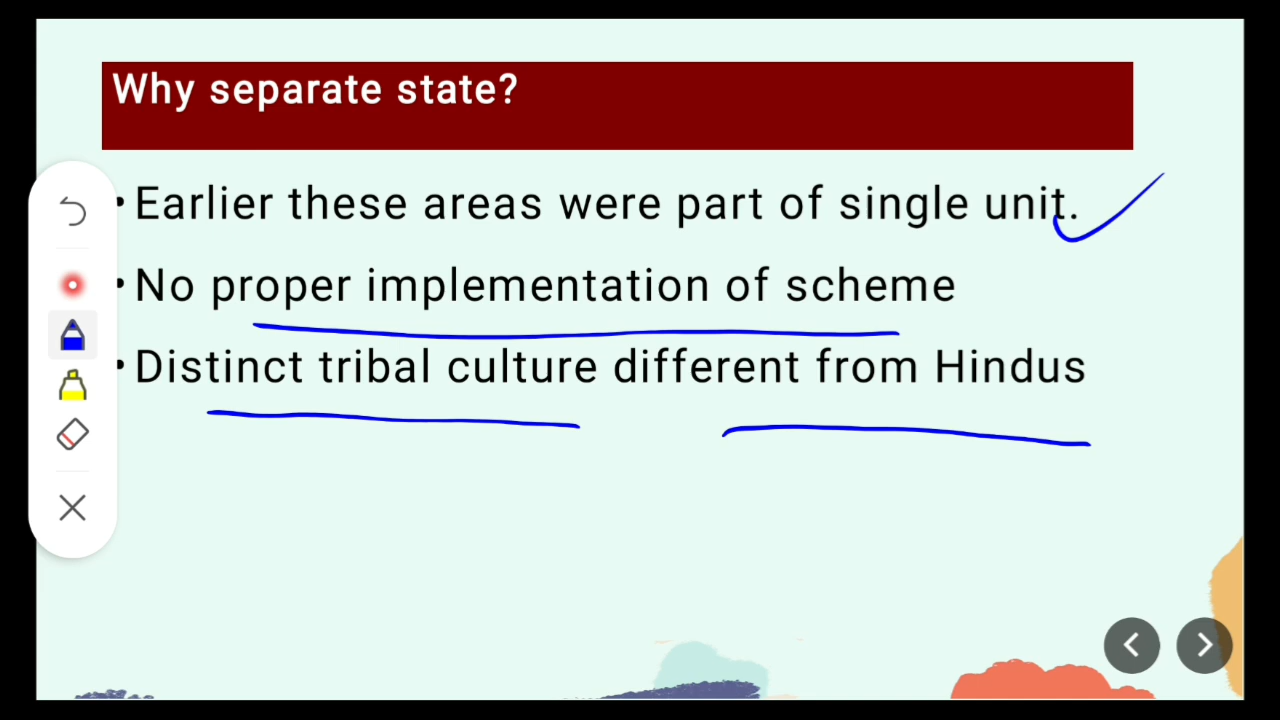 Why separate state?
• Earlier these areas were part of single unit.
• No proper implementation of scheme
• Distinct tribal culture different from Hindus